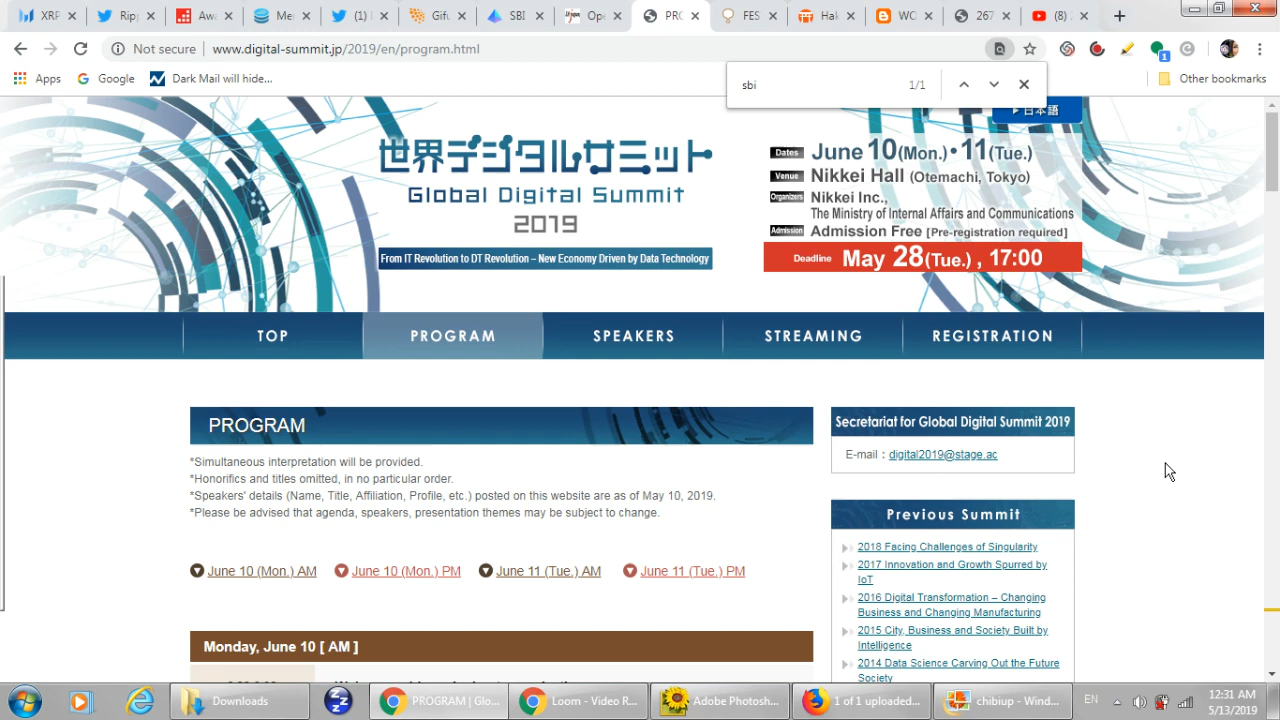 XRP
Ripp
Awa
Mer
(1)
Gifu
SBI
Ope
PRO
FES
Hak
WC
267
(8)
Not secure
www.digital-summit.jp/2019/en/program.html
Apps
Google
Dark Mail will hide...
Other bookmarks
sbi
1/1
日本語
世界デジタルサミット
Global Digital Summit
2019
From IT Revolution to DT Revolution – New Economy Driven by Data Technology
Dates June 10(Mon.)・11(Tue.)
Venue Nikkei Hall (Otemachi, Tokyo)
Organizers Nikkei Inc.,
The Ministry of Internal Affairs and Communications
Admission Admission Free [Pre-registration required]
Deadline May 28(Tue.) , 17:00
TOP
PROGRAM
SPEAKERS
STREAMING
REGISTRATION
PROGRAM
*Simultaneous interpretation will be provided.
*Honorifics and titles omitted, in no particular order.
*Speakers' details (Name, Title, Affiliation, Profile, etc.) posted on this website are as of May 10, 2019.
*Please be advised that agenda, speakers, presentation themes may be subject to change.
June 10 (Mon.) AM
June 10 (Mon.) PM
June 11 (Tue.) AM
June 11 (Tue.) PM
Monday, June 10 [ AM ]
Secretariat for Global Digital Summit 2019
E-mail : digital2019@stage.ac
Previous Summit
2018 Facing Challenges of Singularity
2017 Innovation and Growth Spurred by
IoT
2016 Digital Transformation – Changing
Business and Changing Manufacturing
2015 City, Business and Society Built by
Intelligence
2014 Data Science Carving Out the Future
Society
Downloads
PROGRAM | Glo...
Loom - Video R...
Adobe Photosh...
1 of 1 uploaded...
chibiup - Wind...
EN
12:31 AM
5/13/2019